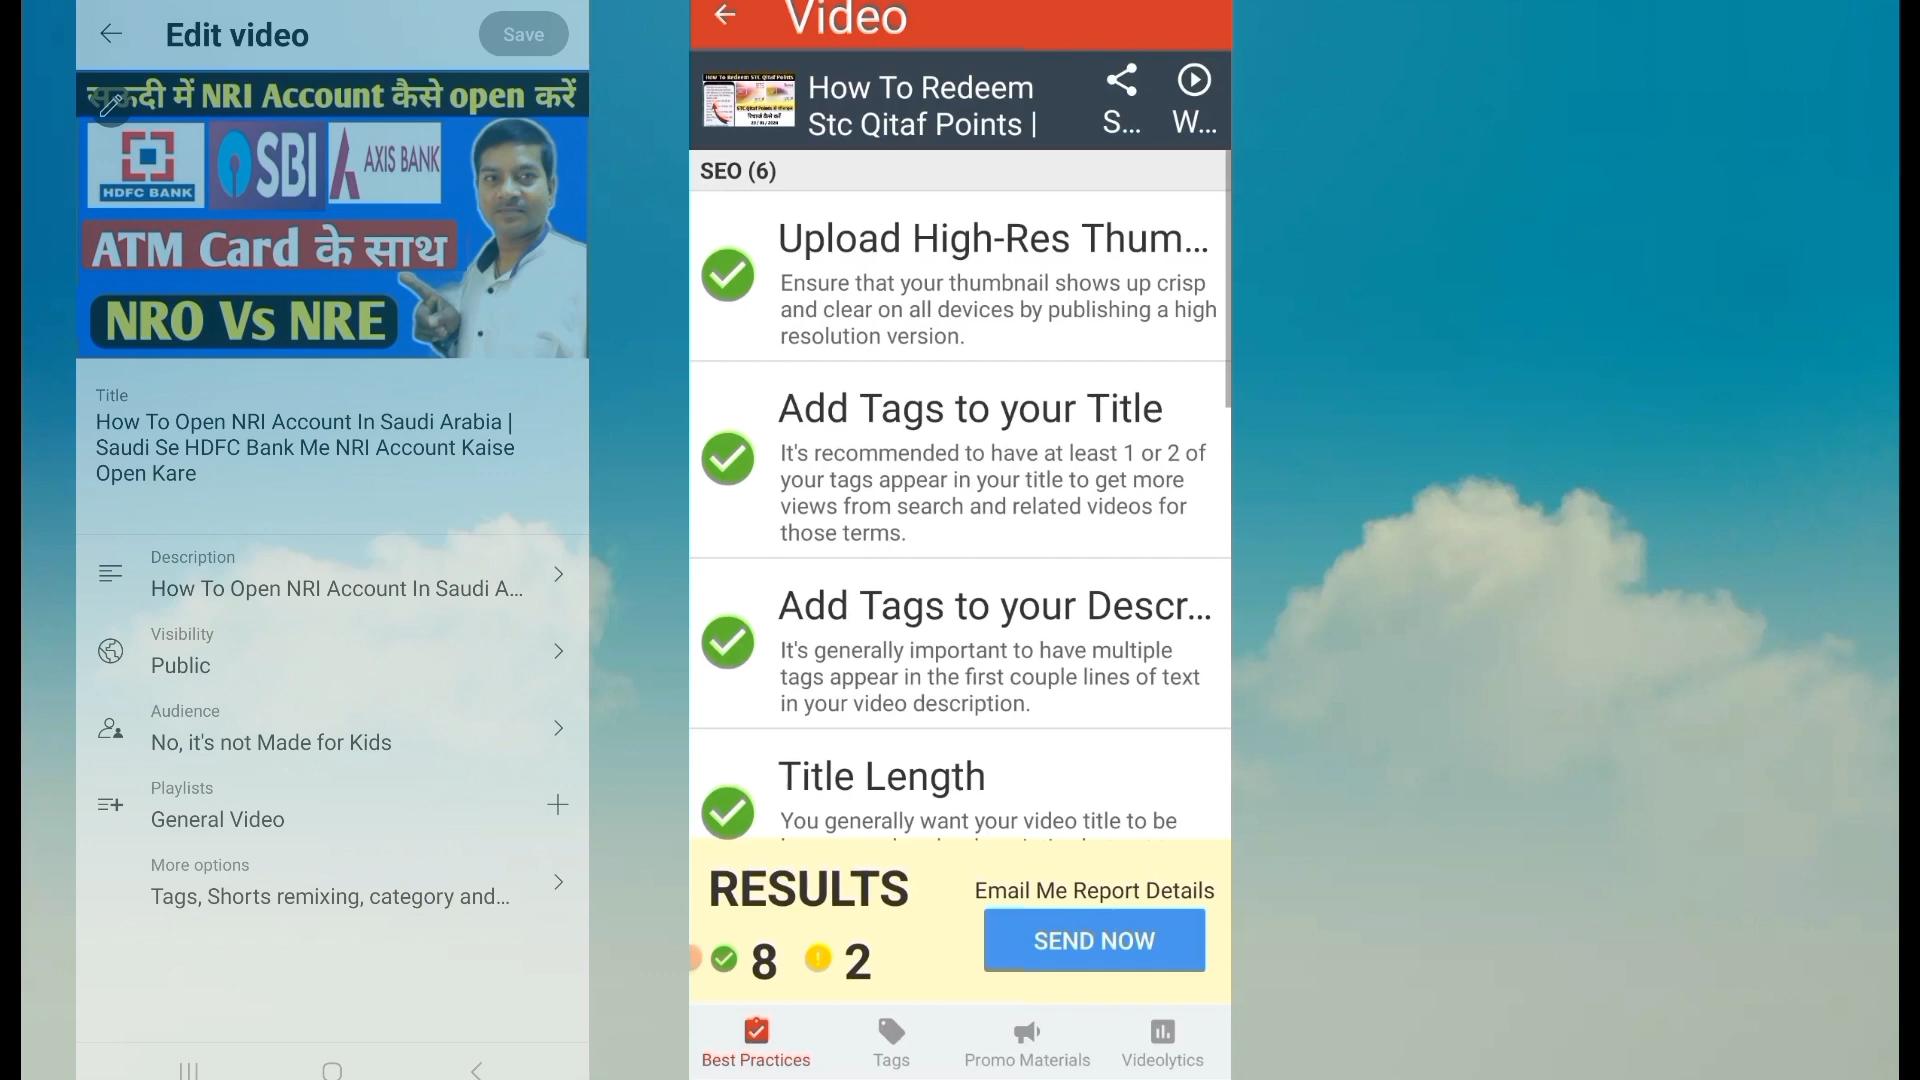 Edit video
Save
सऊदी में NRI Account कैसे open करें
HDFC BANK
SBI
AXIS BANK
ATM Card के साथ
NRO Vs NRE
Title
How To Open NRI Account In Saudi Arabia |
Saudi Se HDFC Bank Me NRI Account Kaise
Open Kare
Description
How To Open NRI Account In Saudi A...
Visibility
Public
Audience
No, it's not Made for Kids
Playlists
General Video
More options
Tags, Shorts remixing, category and...
Video
How To Redeem STC Qitaf Points
How To Redeem
Stc Qitaf Points |
S...
W...
SEO (6)
Upload High-Res Thum...
Ensure that your thumbnail shows up crisp
and clear on all devices by publishing a high
resolution version.
Add Tags to your Title
It's recommended to have at least 1 or 2 of
your tags appear in your title to get more
views from search and related videos for
those terms.
Add Tags to your Descr...
It's generally important to have multiple
tags appear in the first couple lines of text
in your video description.
Title Length
You generally want your video title to be
RESULTS
8
2
Email Me Report Details
SEND NOW
Best Practices
Tags
Promo Materials
Videolytics